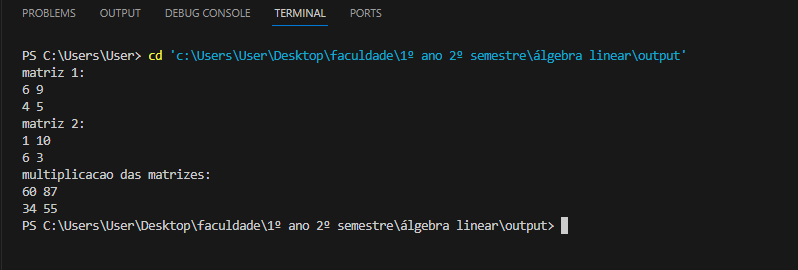 PROBLEMS OUTPUT DEBUG CONSOLE TERMINAL PORTS
PS C:\Users\User> cd 'c:\Users\User\Desktop\faculdade\1º ano 2º semestre\álgebra linear\output'
matriz 1:
6 9
4 5
matriz 2:
1 10
6 3
multiplicacao das matrizes:
60 87
34 55
PS C:\Users\User\Desktop\faculdade\1º ano 2º semestre\álgebra linear\output>